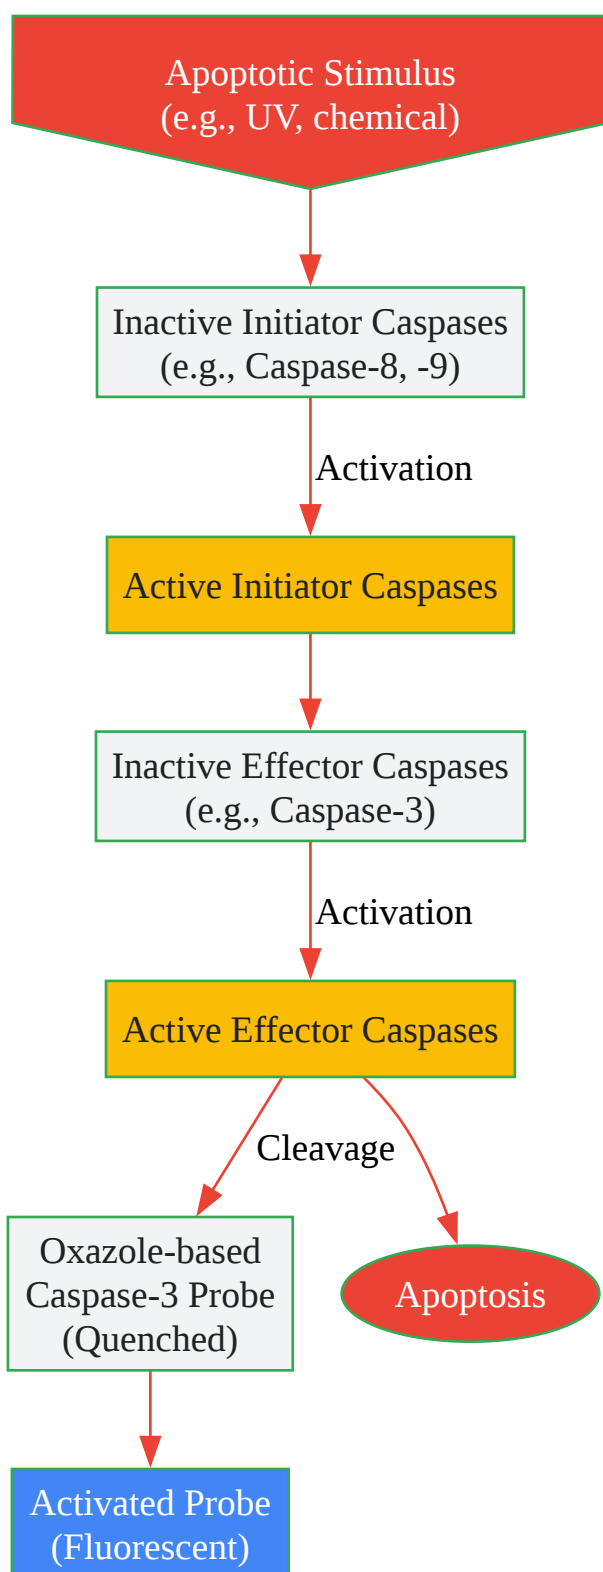 Apoptotic Stimulus
(e.g., UV, chemical)
Inactive Initiator Caspases
(e.g., Caspase-8, -9)
Activation
Active Initiator Caspases
Inactive Effector Caspases
(e.g., Caspase-3)
Activation
Active Effector Caspases
Cleavage
Oxazole-based
Caspase-3 Probe
(Quenched)
Apoptosis
Activated Probe
(Fluorescent)